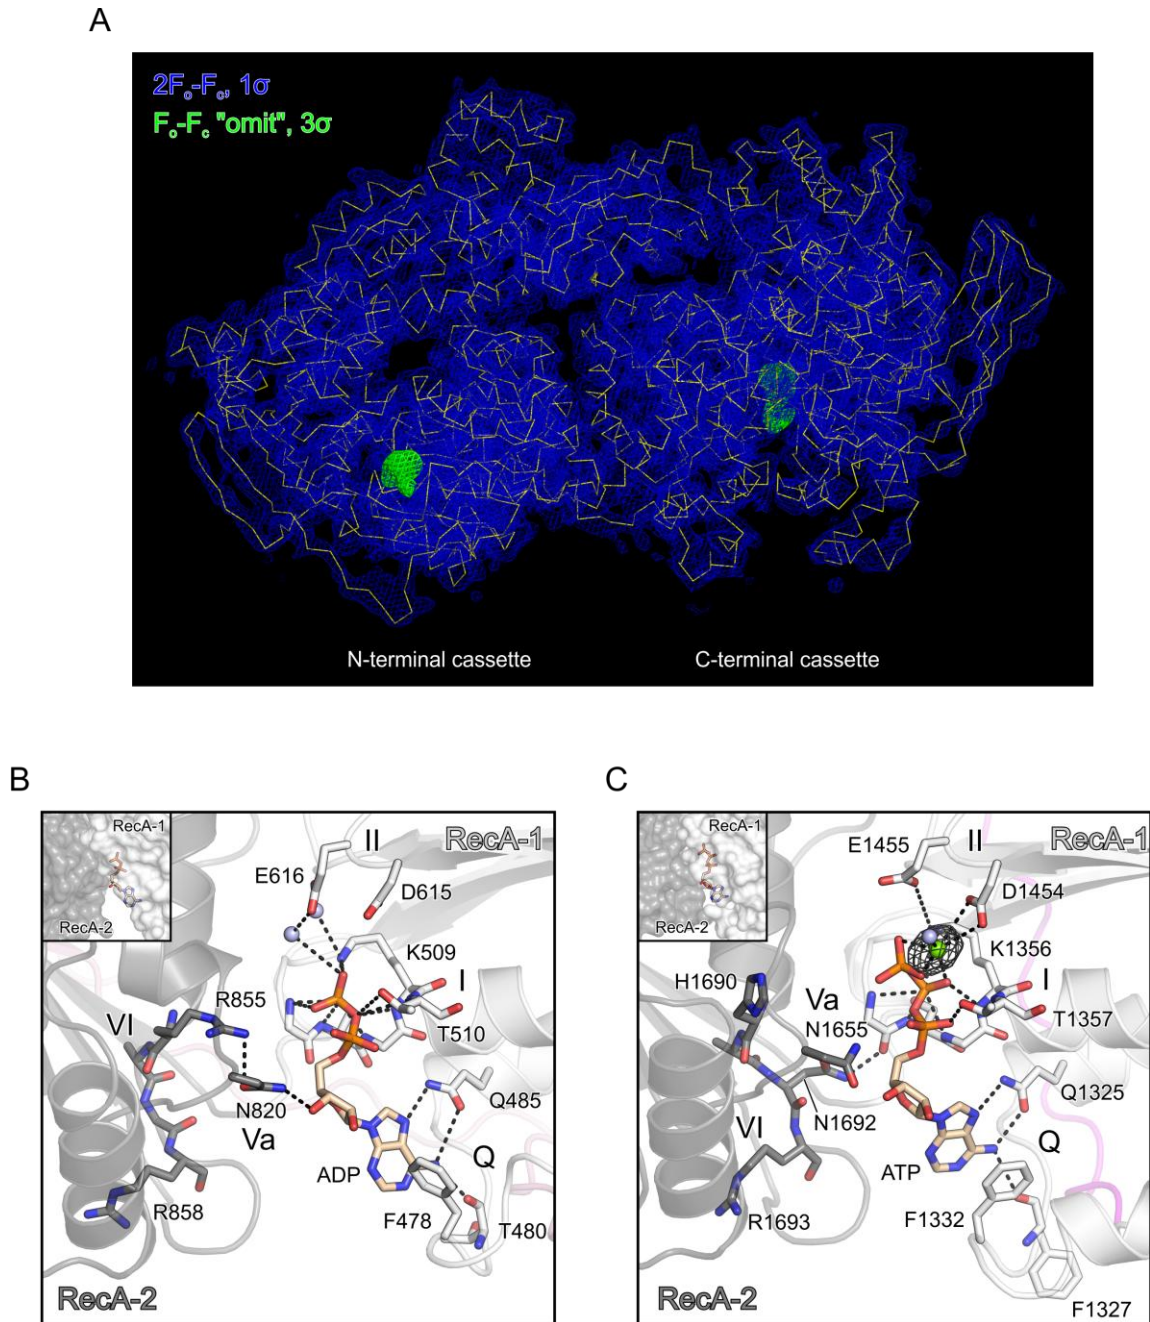 A
2Fo-Fc, 1σ
Fo-Fc "omit", 3σ
N-terminal cassette
C-terminal cassette
B
RecA-1
RecA-2
II
RecA-1
E616
D615
K509
I
R855
VI
T510
N820
Va
Q485
Q
ADP
R858
F478
T480
RecA-2
C
RecA-1
RecA-2
E1455
II
RecA-1
D1454
K1356
H1690
I
Va
T1357
N1655
Q1325
N1692
VI
Q
ATP
R1693
F1332
RecA-2
F1327